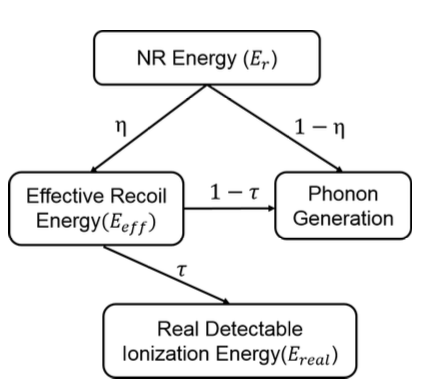 NR Energy (E_r)
η
1 − η
Effective Recoil
Energy(E_eff)
1 − τ
Phonon
Generation
τ
Real Detectable
Ionization Energy(E_real)